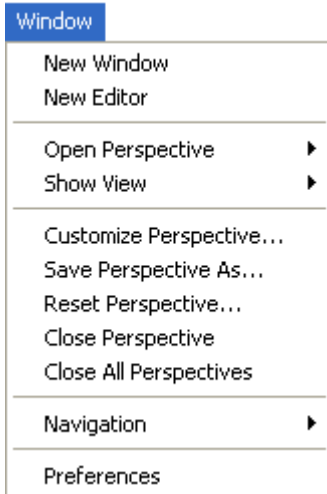 Window
New Window
New Editor
Open Perspective
Show View
Customize Perspective...
Save Perspective As...
Reset Perspective...
Close Perspective
Close All Perspectives
Navigation
Preferences